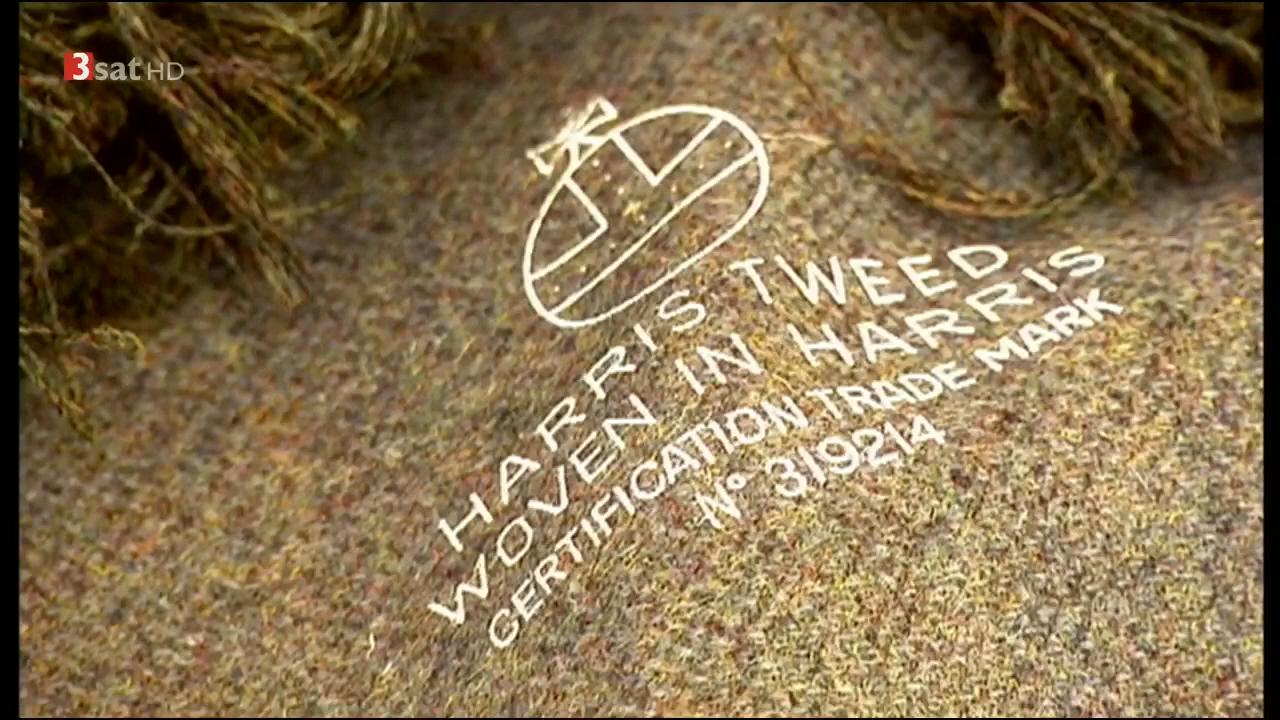 3sat HD
HARRIS TWEED
WOVEN IN HARRIS
CERTIFICATION TRADE MARK
Nº 319214